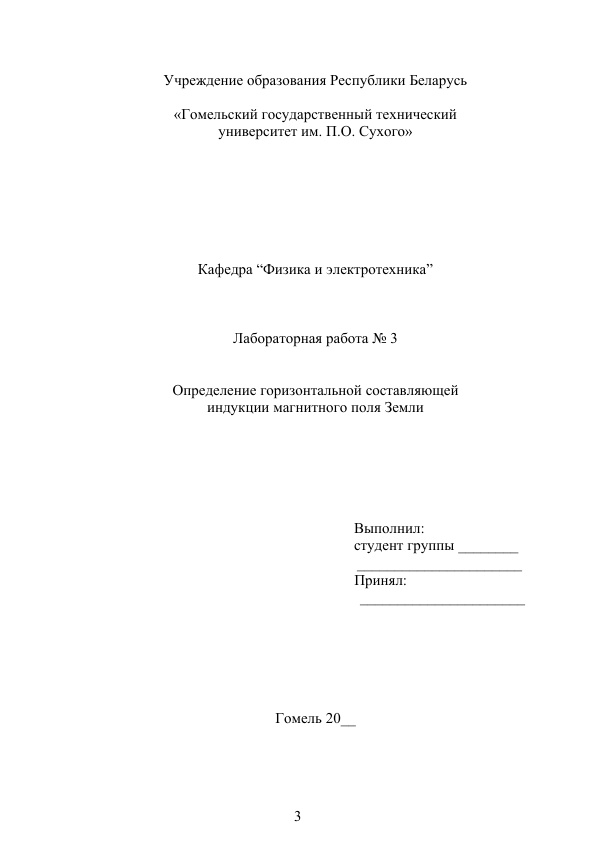 Учреждение образования Республики Беларусь
«Гомельский государственный технический
университет им. П.О. Сухого»
Кафедра “Физика и электротехника”
Лабораторная работа № 3
Определение горизонтальной составляющей
индукции магнитного поля Земли
Выполнил:
студент группы ________
______________________
Принял:
______________________
Гомель 20__
3